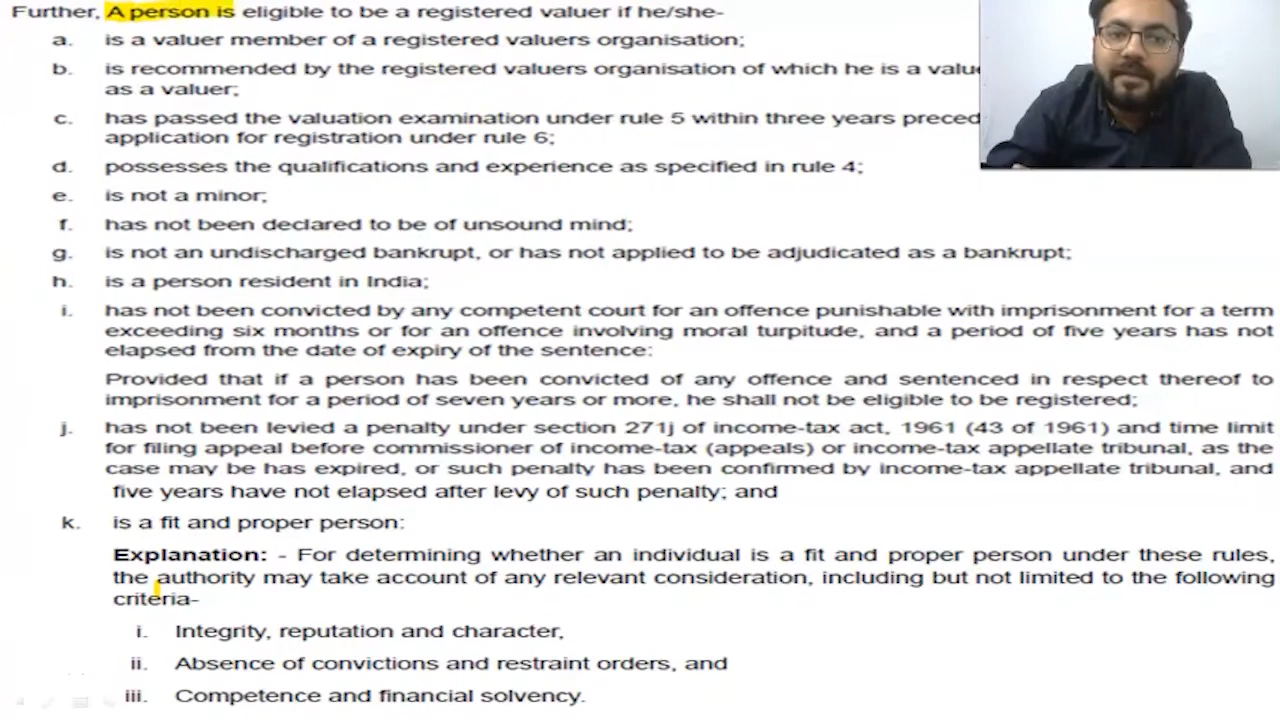 Further, A person is eligible to be a registered valuer if he/she-
a. is a valuer member of a registered valuers organisation;
b. is recommended by the registered valuers organisation of which he is a
as a valuer;
c. has passed the valuation examination under rule 5 within three years
application for registration under rule 6;
d. possesses the qualifications and experience as specified in rule 4;
e. is not a minor;
f. has not been declared to be of unsound mind;
g. is not an undischarged bankrupt, or has not applied to be adjudicated as a bankrupt;
h. is a person resident in India;
i. has not been convicted by any competent court for an offence punishable with imprisonment for a term
exceeding six months or for an offence involving moral turpitude, and a period of five years has not
elapsed from the date of expiry of the sentence:
Provided that if a person has been convicted of any offence and sentenced in respect thereof to
imprisonment for a period of seven years or more, he shall not be eligible to be registered;
j. has not been levied a penalty under section 271j of income-tax act, 1961 (43 of 1961) and time limit
for filing appeal before commissioner of income-tax (appeals) or income-tax appellate tribunal, as the
case may be has expired, or such penalty has been confirmed by income-tax appellate tribunal, and
five years have not elapsed after levy of such penalty; and
k. is a fit and proper person:
Explanation: - For determining whether an individual is a fit and proper person under these rules,
the authority may take account of any relevant consideration, including but not limited to the following
criteria-
i. Integrity, reputation and character,
ii. Absence of convictions and restraint orders, and
iii. Competence and financial solvency.